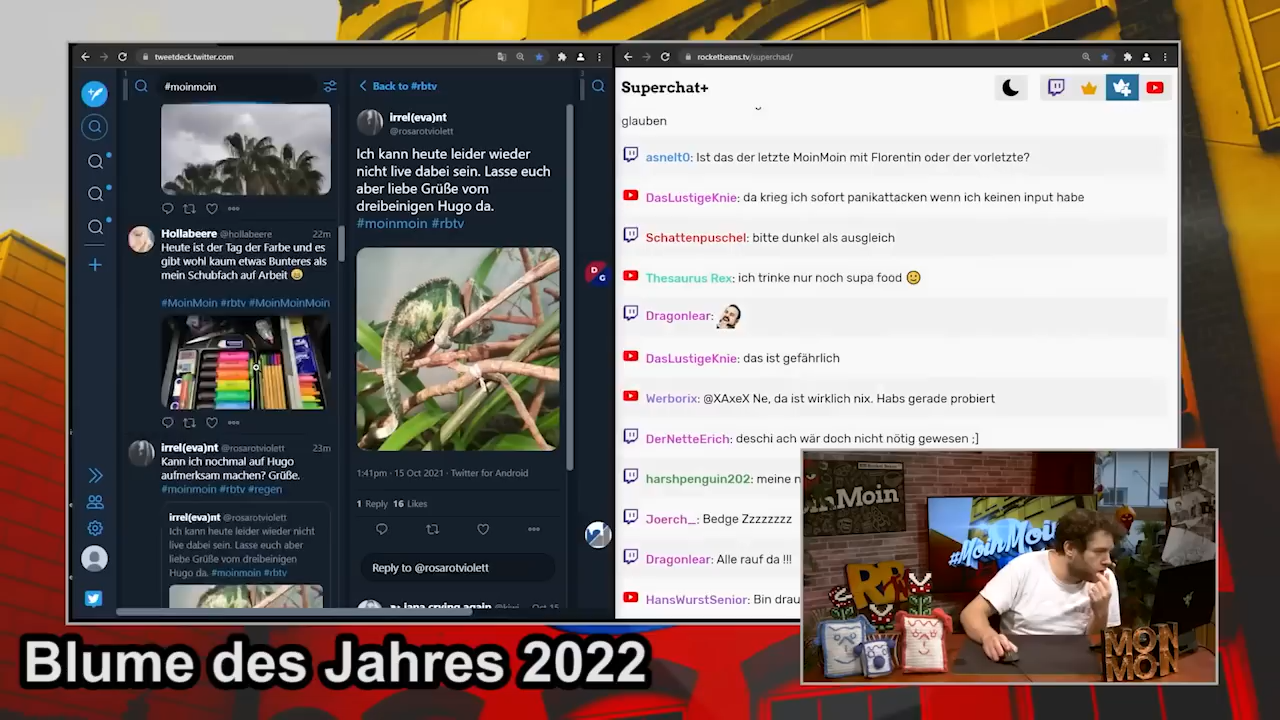 tweetdeck.twitter.com
#moinmoin
Hollabeere @hollabeere 22m
Heute ist der Tag der Farbe und es
gibt wohl kaum etwas Bunteres als
mein Schubfach auf Arbeit
#MoinMoin #rbtv #MoinMoinMoin
irrel(eva)nt @rosarotviolett 23m
Kann ich nochmal auf Hugo
aufmerksam machen? Grüße.
#moinmoin #rbtv #regen
irrel(eva)nt @rosarotviolett
Ich kann heute leider wieder nicht
live dabei sein. Lasse euch aber
liebe Grüße vom dreibeinigen
Hugo da. #moinmoin #rbtv
Back to #rbtv
irrel(eva)nt
@rosarotviolett
Ich kann heute leider wieder
nicht live dabei sein. Lasse euch
aber liebe Grüße vom
dreibeinigen Hugo da.
#moinmoin #rbtv
1:41pm · 15 Oct 2021 · Twitter for Android
1 Reply 16 Likes
Reply to @rosarotviolett
rocketbeans.tv/superchad/
Superchat+
glauben
asnelt0: Ist das der letzte MoinMoin mit Florentin oder der vorletzte?
DasLustigeKnie: da krieg ich sofort panikattacken wenn ich keinen input habe
Schattenpuschel: bitte dunkel als ausgleich
Thesaurus Rex: ich trinke nur noch supa food
Dragonlear:
DasLustigeKnie: das ist gefährlich
Werborix: @XAxeX Ne, da ist wirklich nix. Habs gerade probiert
DerNetteErich: deschi ach wär doch nicht nötig gewesen ;]
harshpenguin202: meine n
Joerch_: Bedge Zzzzzzz
Dragonlear: Alle rauf da !!!
HansWurstSenior: Bin drau
#MoinMoin
MOIN
MOIN
Blume des Jahres 2022